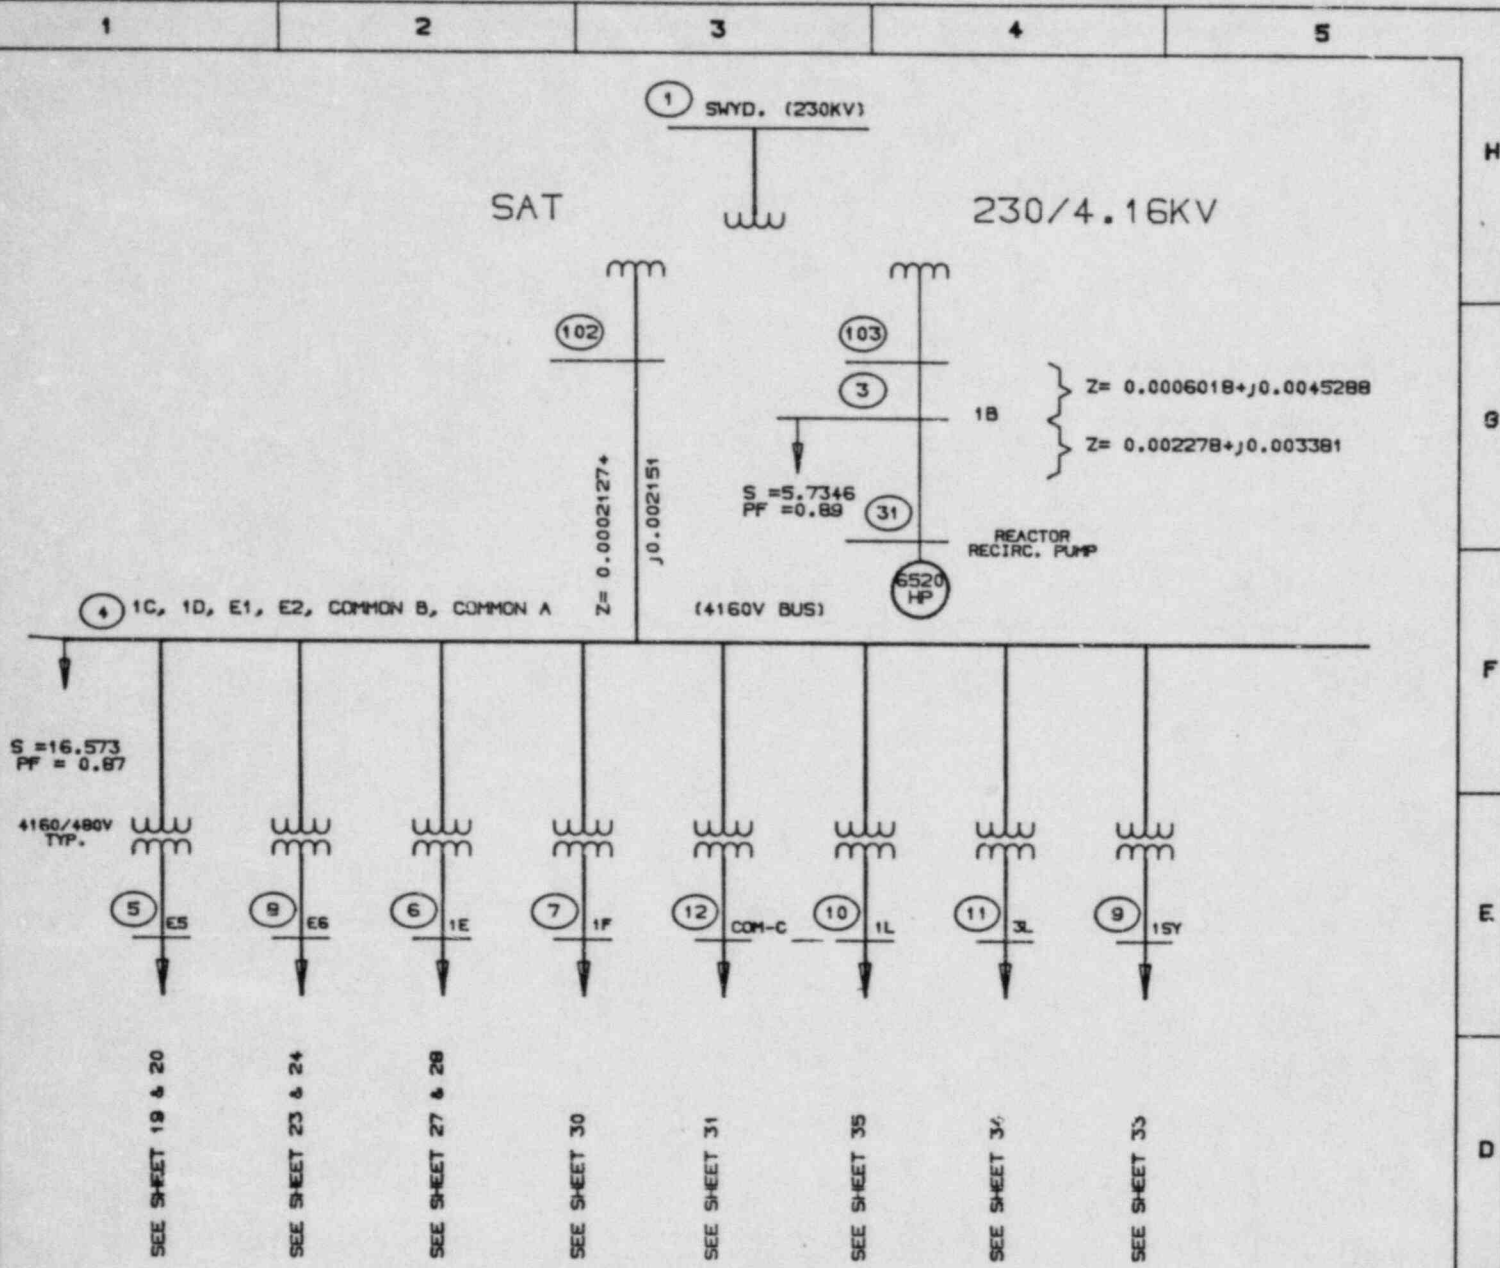 1 2 3 4 5
1 SWYD. (230KV)
H
SAT 230/4.16KV
102 103
3
Z= 0.0006018+j0.0045288
1B
G
Z= 0.002278+j0.003381
Z= 0.0002127+
j0.002151
S =5.7346
PF =0.89
31
REACTOR
RECIRC. PUMP
6520
HP
4 1C, 1D, E1, E2, COMMON B, COMMON A (4160V BUS)
F
S =16.573
PF = 0.87
4160/480V
TYP.
5 E5 8 E6 6 1E 7 1F 12 COM-C 10 1L 11 3L 9 1SY
E
SEE SHEET 19 & 20
SEE SHEET 23 & 24
SEE SHEET 27 & 28
SEE SHEET 30
SEE SHEET 31
SEE SHEET 35
SEE SHEET 34
SEE SHEET 33
D